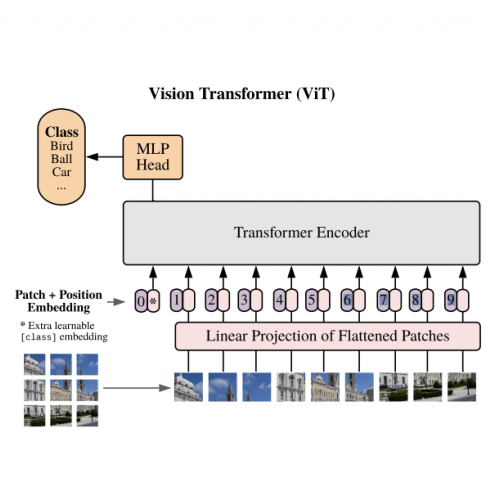 Vision Transformer (ViT)
Class
Bird
Ball
Car
...
MLP
Head
Transformer Encoder
Patch + Position
Embedding
0 * 1 2 3 4 5 6 7 8 9
* Extra learnable
[class] embedding
Linear Projection of Flattened Patches